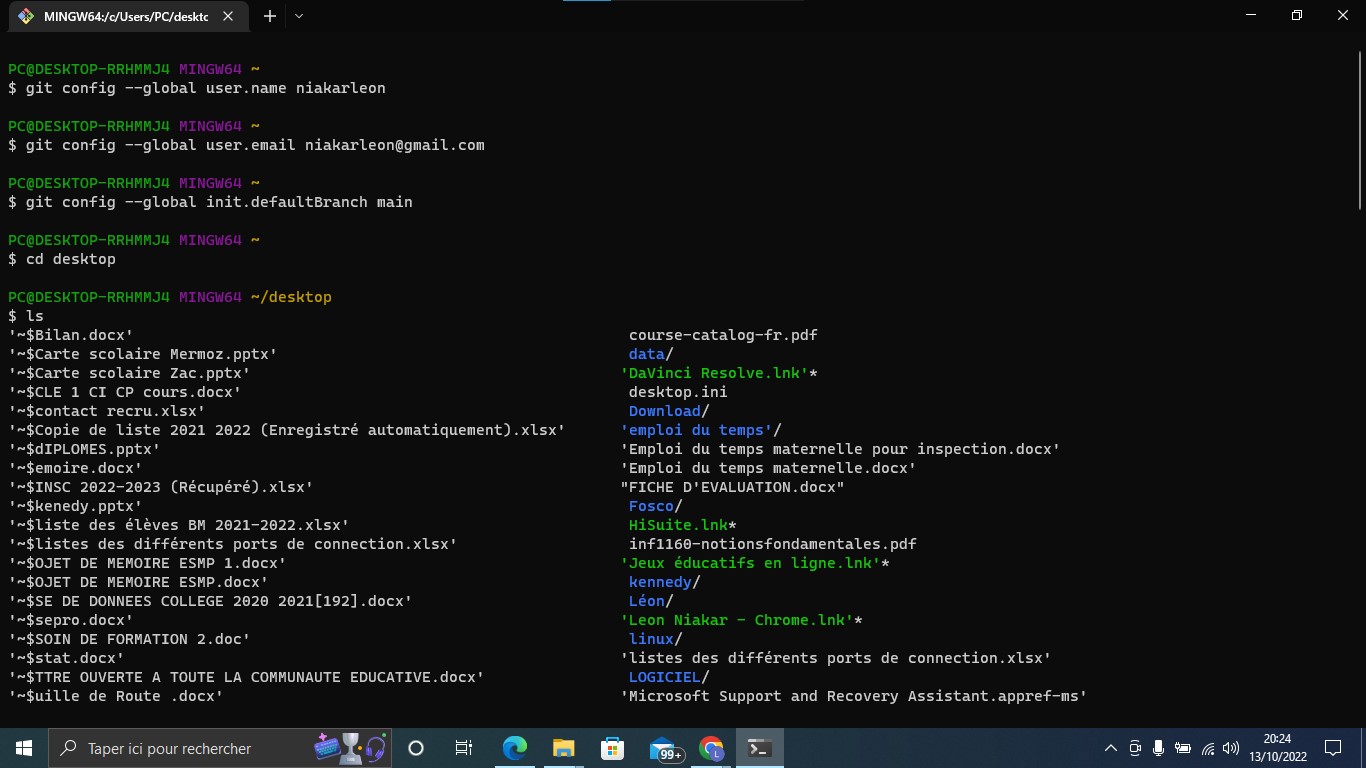 MINGW64:/c/Users/PC/deskto
PC@DESKTOP-RRHMMJ4 MINGW64 ~
$ git config --global user.name niakarleon
PC@DESKTOP-RRHMMJ4 MINGW64 ~
$ git config --global user.email niakarleon@gmail.com
PC@DESKTOP-RRHMMJ4 MINGW64 ~
$ git config --global init.defaultBranch main
PC@DESKTOP-RRHMMJ4 MINGW64 ~
$ cd desktop
PC@DESKTOP-RRHMMJ4 MINGW64 ~/desktop
$ ls
'~$Bilan.docx' course-catalog-fr.pdf
'~$Carte scolaire Mermoz.pptx' data/
'~$Carte scolaire Zac.pptx' 'DaVinci Resolve.lnk'*
'~$CLE 1 CI CP cours.docx' desktop.ini
'~$contact recru.xlsx' Download/
'~$Copie de liste 2021 2022 (Enregistré automatiquement).xlsx' 'emploi du temps'/
'~$dIPLOMES.pptx' 'Emploi du temps maternelle pour inspection.docx'
'~$emoire.docx' 'Emploi du temps maternelle.docx'
'~$INSC 2022-2023 (Récupéré).xlsx' "FICHE D'EVALUATION.docx"
'~$kenedy.pptx' Fosco/
'~$liste des élèves BM 2021-2022.xlsx' HiSuite.lnk*
'~$listes des différents ports de connection.xlsx' inf1160-notionsfondamentales.pdf
'~$OJET DE MEMOIRE ESMP 1.docx' 'Jeux éducatifs en ligne.lnk'*
'~$OJET DE MEMOIRE ESMP.docx' kennedy/
'~$SE DE DONNEES COLLEGE 2020 2021[192].docx' Léon/
'~$sepro.docx' 'Leon Niakar - Chrome.lnk'*
'~$SOIN DE FORMATION 2.doc' linux/
'~$stat.docx' 'listes des différents ports de connection.xlsx'
'~$TTRE OUVERTE A TOUTE LA COMMUNAUTE EDUCATIVE.docx' LOGICIEL/
'~$uille de Route .docx' 'Microsoft Support and Recovery Assistant.appref-ms'
Taper ici pour rechercher
99+
L
20:24
13/10/2022